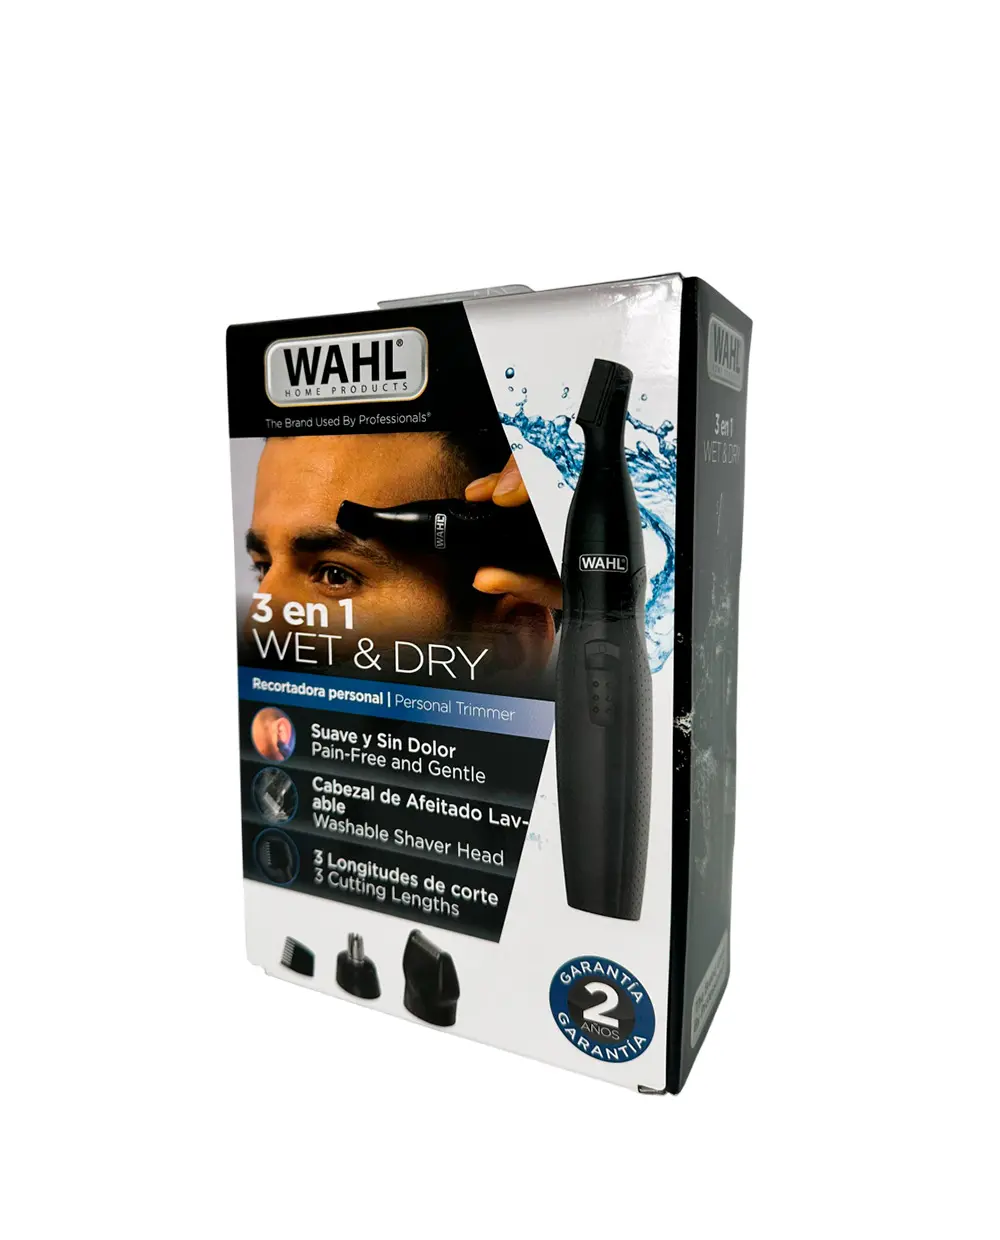 WAHL®
HOME PRODUCTS
The Brand Used By Professionals®
WAHL
3 en 1
WET & DRY
Recortadora personal | Personal Trimmer
Suave y Sin Dolor
Pain-Free and Gentle
Cabezal de Afeitado Lav-
able
Washable Shaver Head
3 Longitudes de corte
3 Cutting Lengths
WAHL
GARANTÍA
2
AÑOS
GARANTÍA
WAHL
HOME PRODUCTS
3 en 1
WET & DRY